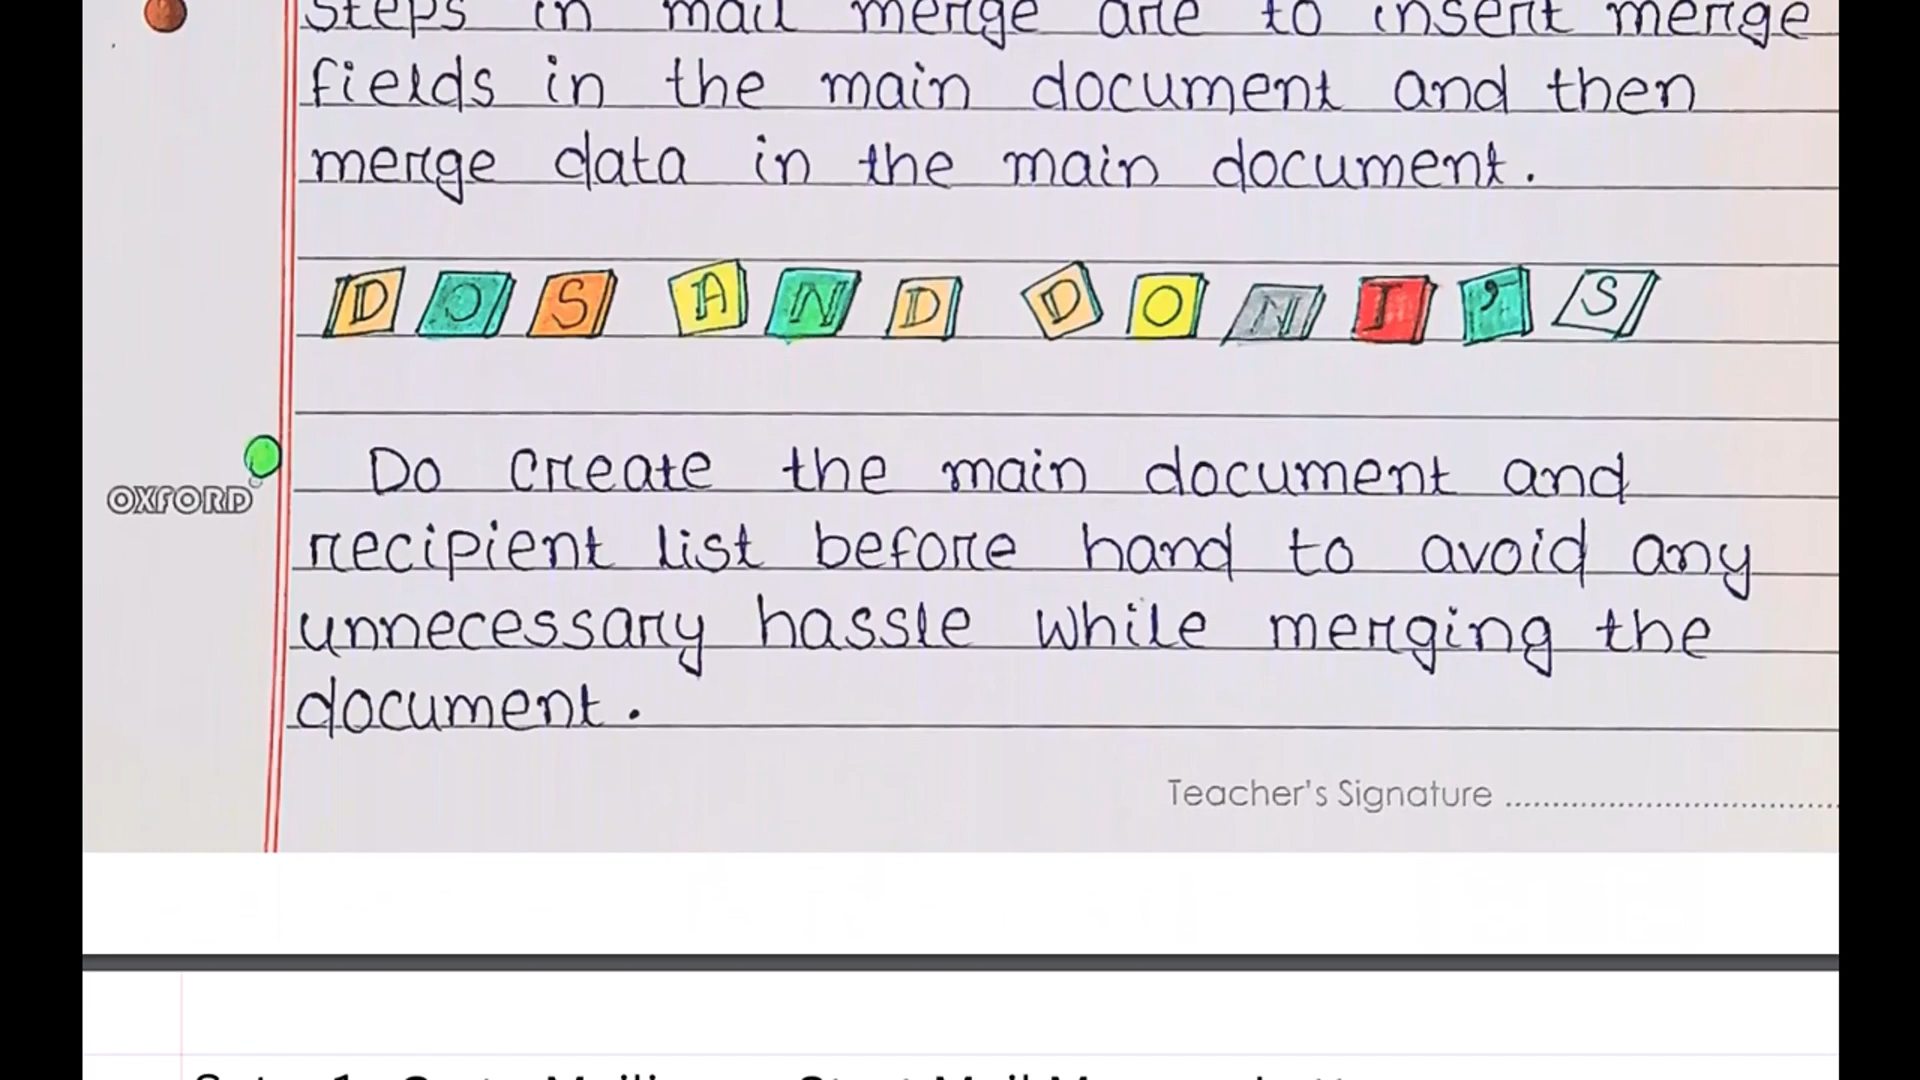 steps in mail merge are to insert merge
fields in the main document and then
merge data in the main document.
DOS AND DONT'S
Do create the main document and
OXFORD
recipient list before hand to avoid any
unnecessary hassle while merging the
document.
Teacher's Signature ..................................